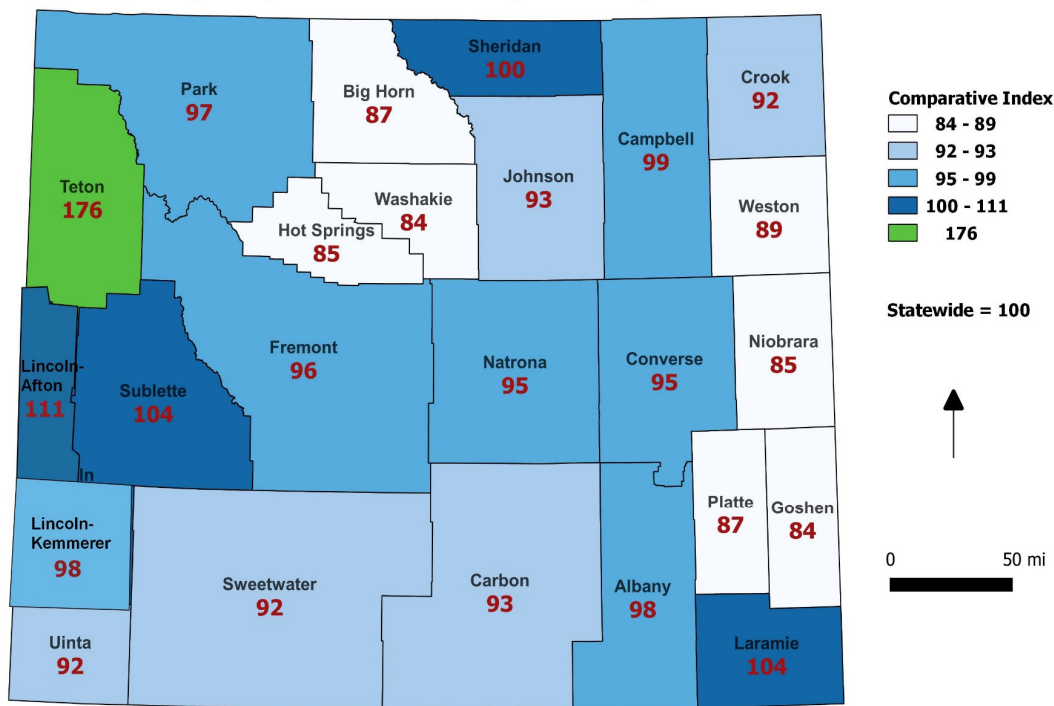 Sheridan
100
Park
97
Big Horn
87
Crook
92
Campbell
99
Johnson
93
Teton
176
Washakie
84
Weston
89
Hot Springs
85
Fremont
96
Natrona
95
Converse
95
Niobrara
85
Lincoln-
Afton
111
Sublette
104
In
Platte
87
Goshen
84
Lincoln-
Kemmerer
98
Sweetwater
92
Carbon
93
Albany
98
Uinta
92
Laramie
104
Comparative Index
84 - 89
92 - 93
95 - 99
100 - 111
176
Statewide = 100
0 50 mi